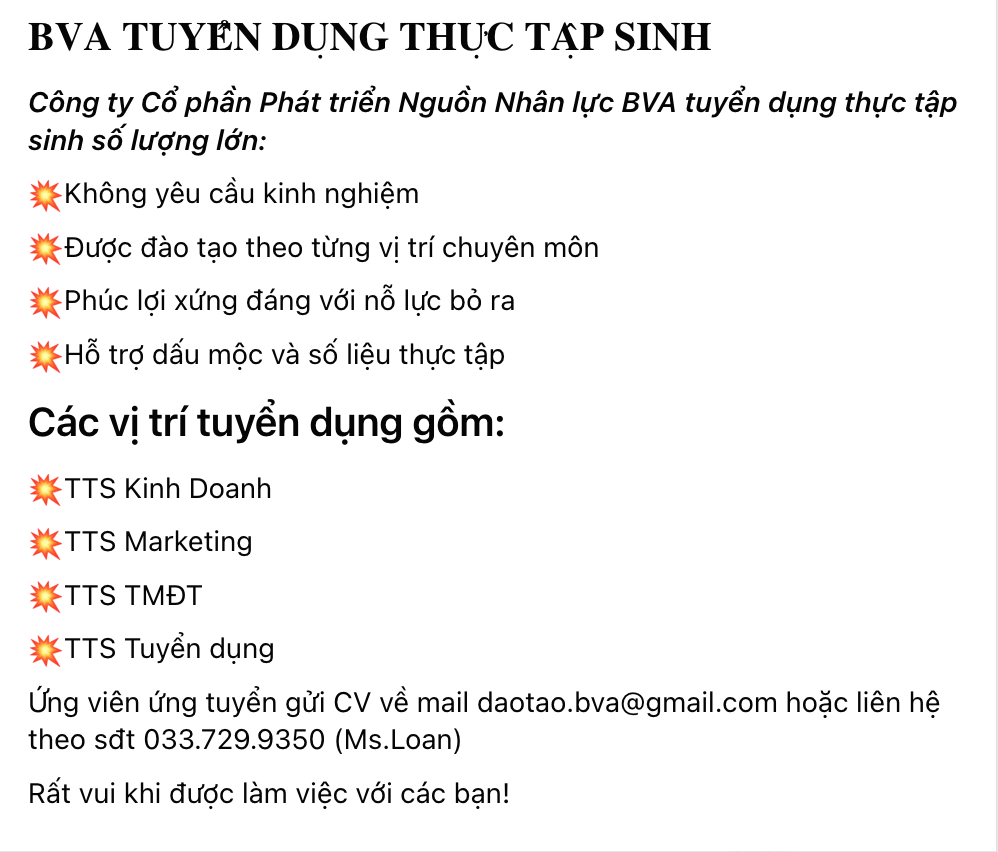 BVA TUYỂN DỤNG THỰC TẬP SINH
Công ty Cổ phần Phát triển Nguồn Nhân lực BVA tuyển dụng thực tập
sinh số lượng lớn:
💥Không yêu cầu kinh nghiệm
💥Được đào tạo theo từng vị trí chuyên môn
💥Phúc lợi xứng đáng với nỗ lực bỏ ra
💥Hỗ trợ dấu mộc và số liệu thực tập
Các vị trí tuyển dụng gồm:
💥TTS Kinh Doanh
💥TTS Marketing
💥TTS TMĐT
💥TTS Tuyển dụng
Ứng viên ứng tuyển gửi CV về mail daotao.bva@gmail.com hoặc liên hệ
theo sđt 033.729.9350 (Ms.Loan)
Rất vui khi được làm việc với các bạn!